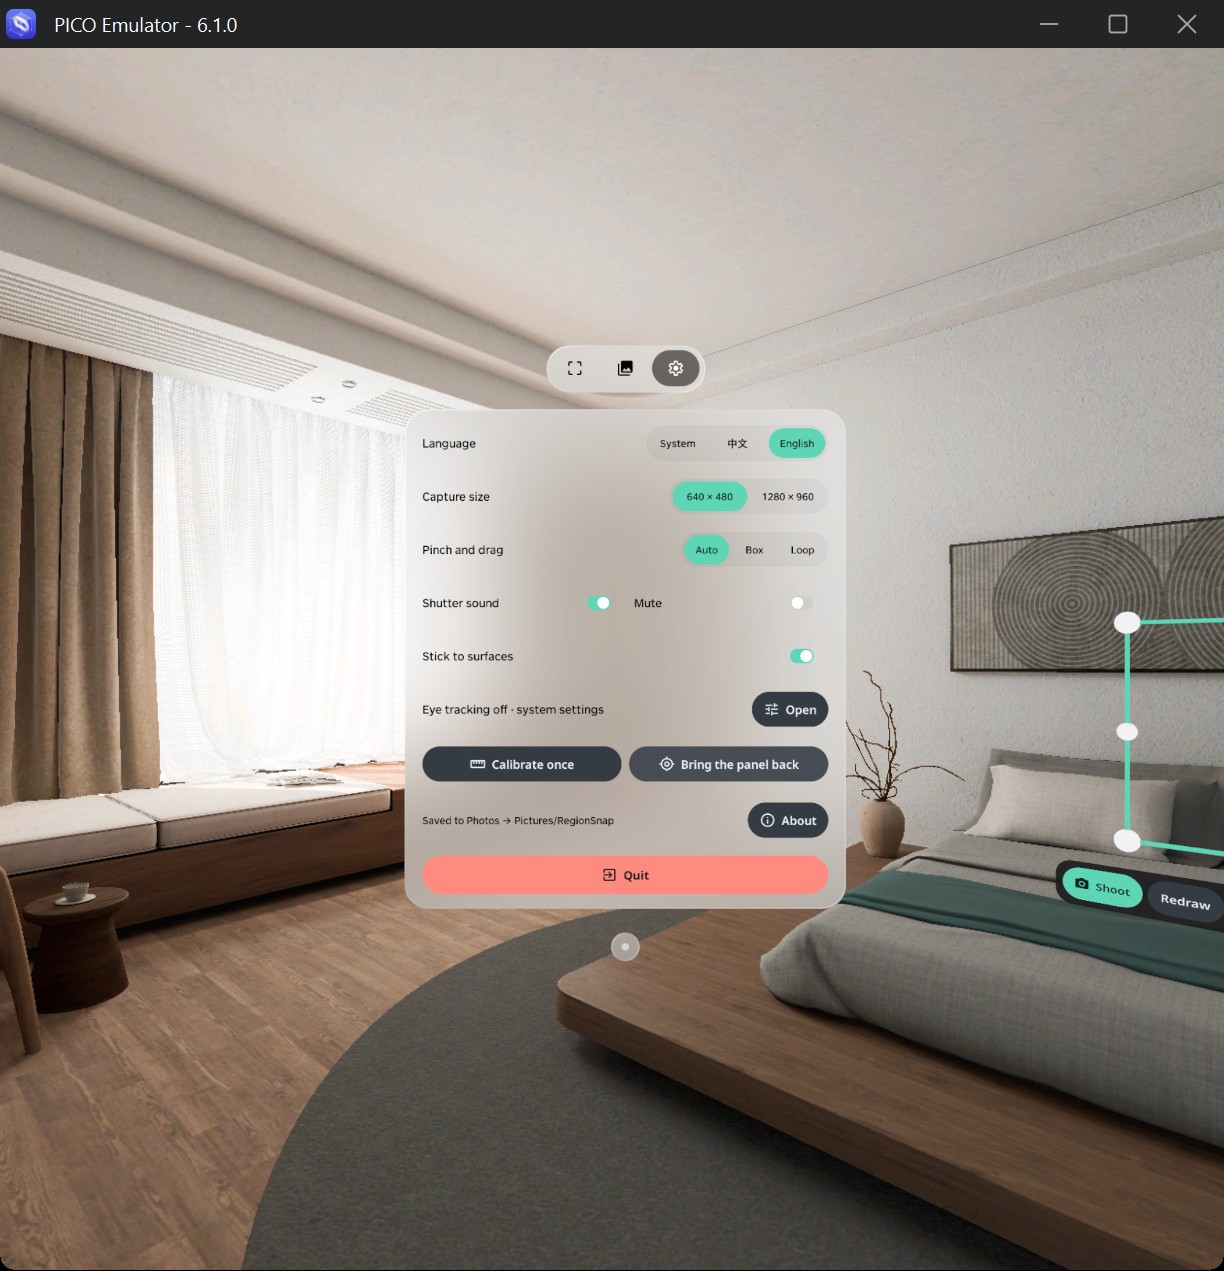 PICO Emulator - 6.1.0
Language
System 中文 English
Capture size
640 × 480 1280 × 960
Pinch and drag
Auto Box Loop
Shutter sound
Mute
Stick to surfaces
Eye tracking off · system settings
Open
Calibrate once
Bring the panel back
Saved to Photos → Pictures/RegionSnap
About
Quit
Shoot
Redraw